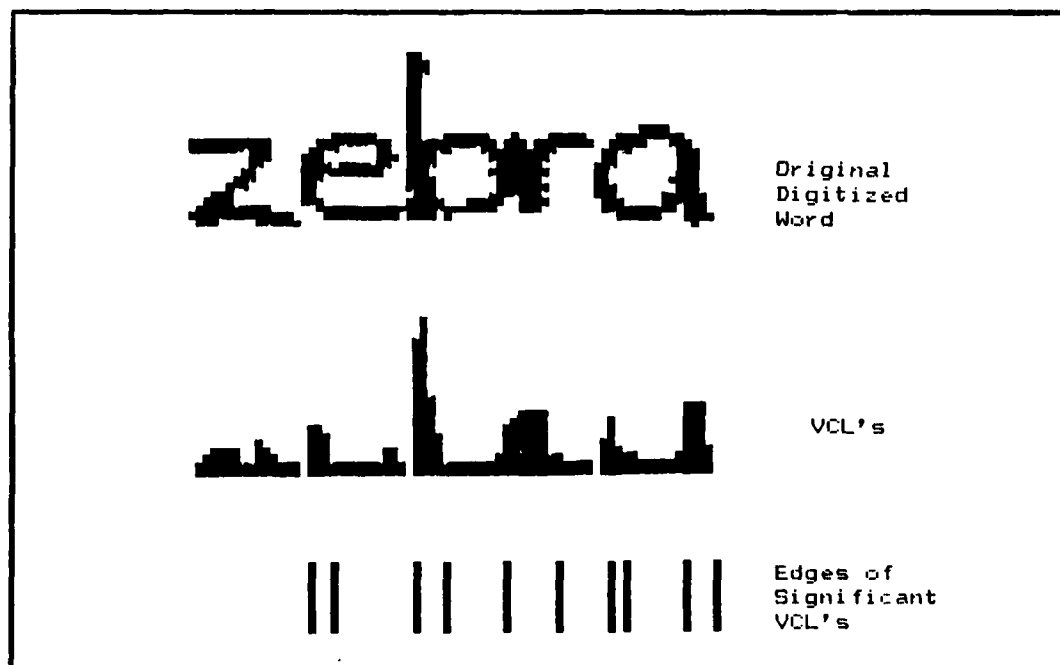 zebra
Original
Digitized
Word
VCL's
Edges of
Significant
VCL's